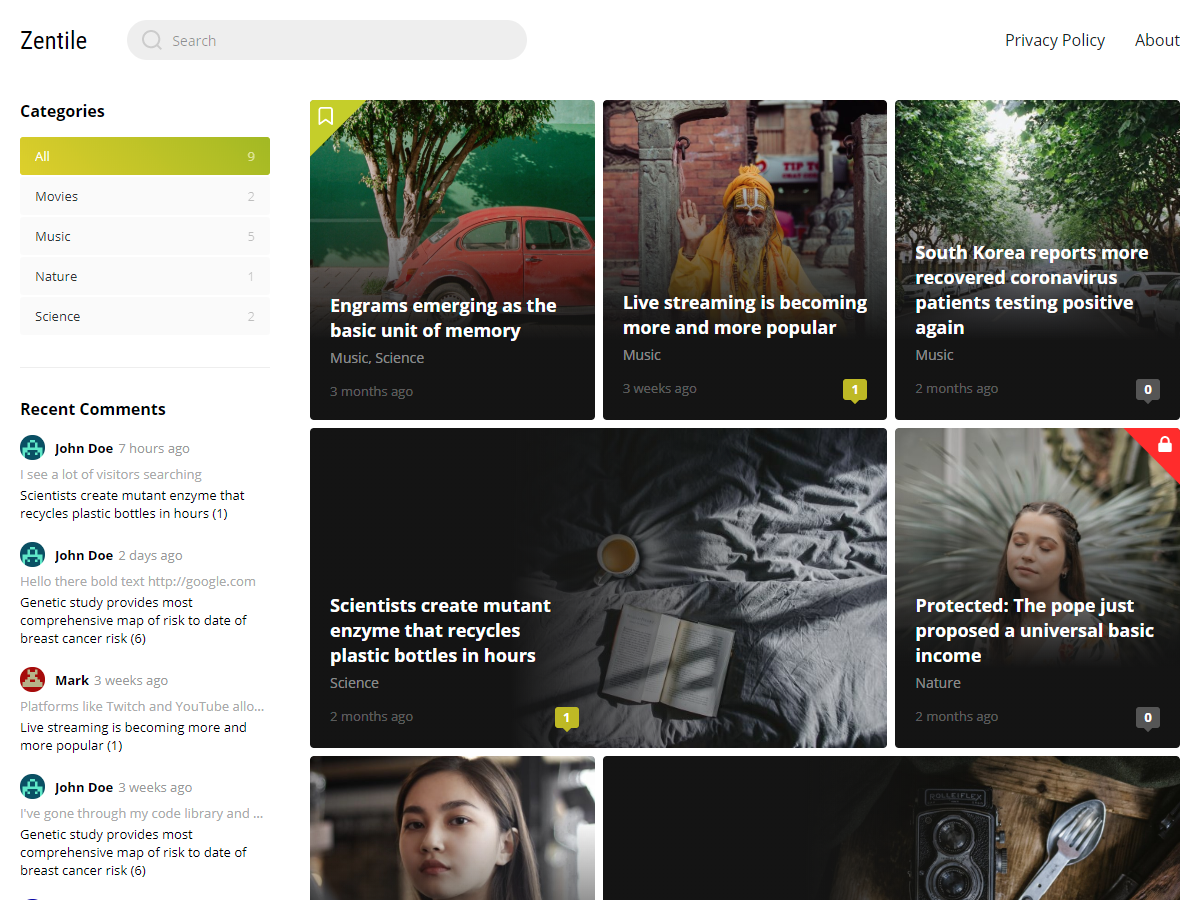 Zentile
Search
Privacy Policy
About
Categories
All 9
Movies 2
Music 5
Nature 1
Science 2
Recent Comments
John Doe 7 hours ago
I see a lot of visitors searching
Scientists create mutant enzyme that
recycles plastic bottles in hours (1)
John Doe 2 days ago
Hello there bold text http://google.com
Genetic study provides most
comprehensive map of risk to date of
breast cancer risk (6)
Mark 3 weeks ago
Platforms like Twitch and YouTube allo...
Live streaming is becoming more and
more popular (1)
John Doe 3 weeks ago
I've gone through my code library and ...
Genetic study provides most
comprehensive map of risk to date of
breast cancer risk (6)
Engrams emerging as the
basic unit of memory
Music, Science
3 months ago
TIP T
Live streaming is becoming
more and more popular
Music
3 weeks ago
1
South Korea reports more
recovered coronavirus
patients testing positive
again
Music
2 months ago
0
Scientists create mutant
enzyme that recycles
plastic bottles in hours
Science
2 months ago
1
Protected: The pope just
proposed a universal basic
income
Nature
2 months ago
0
ROLLEIFLEX